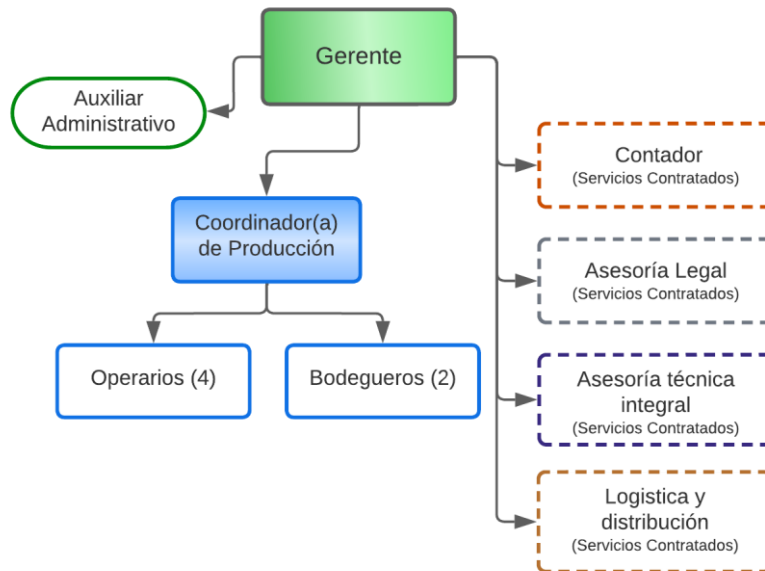 Gerente
Auxiliar
Administrativo
Coordinador(a)
de Producción
Operarios (4)
Bodegueros (2)
Contador
(Servicios Contratados)
Asesoría Legal
(Servicios Contratados)
Asesoría técnica
integral
(Servicios Contratados)
Logistica y
distribución
(Servicios Contratados)